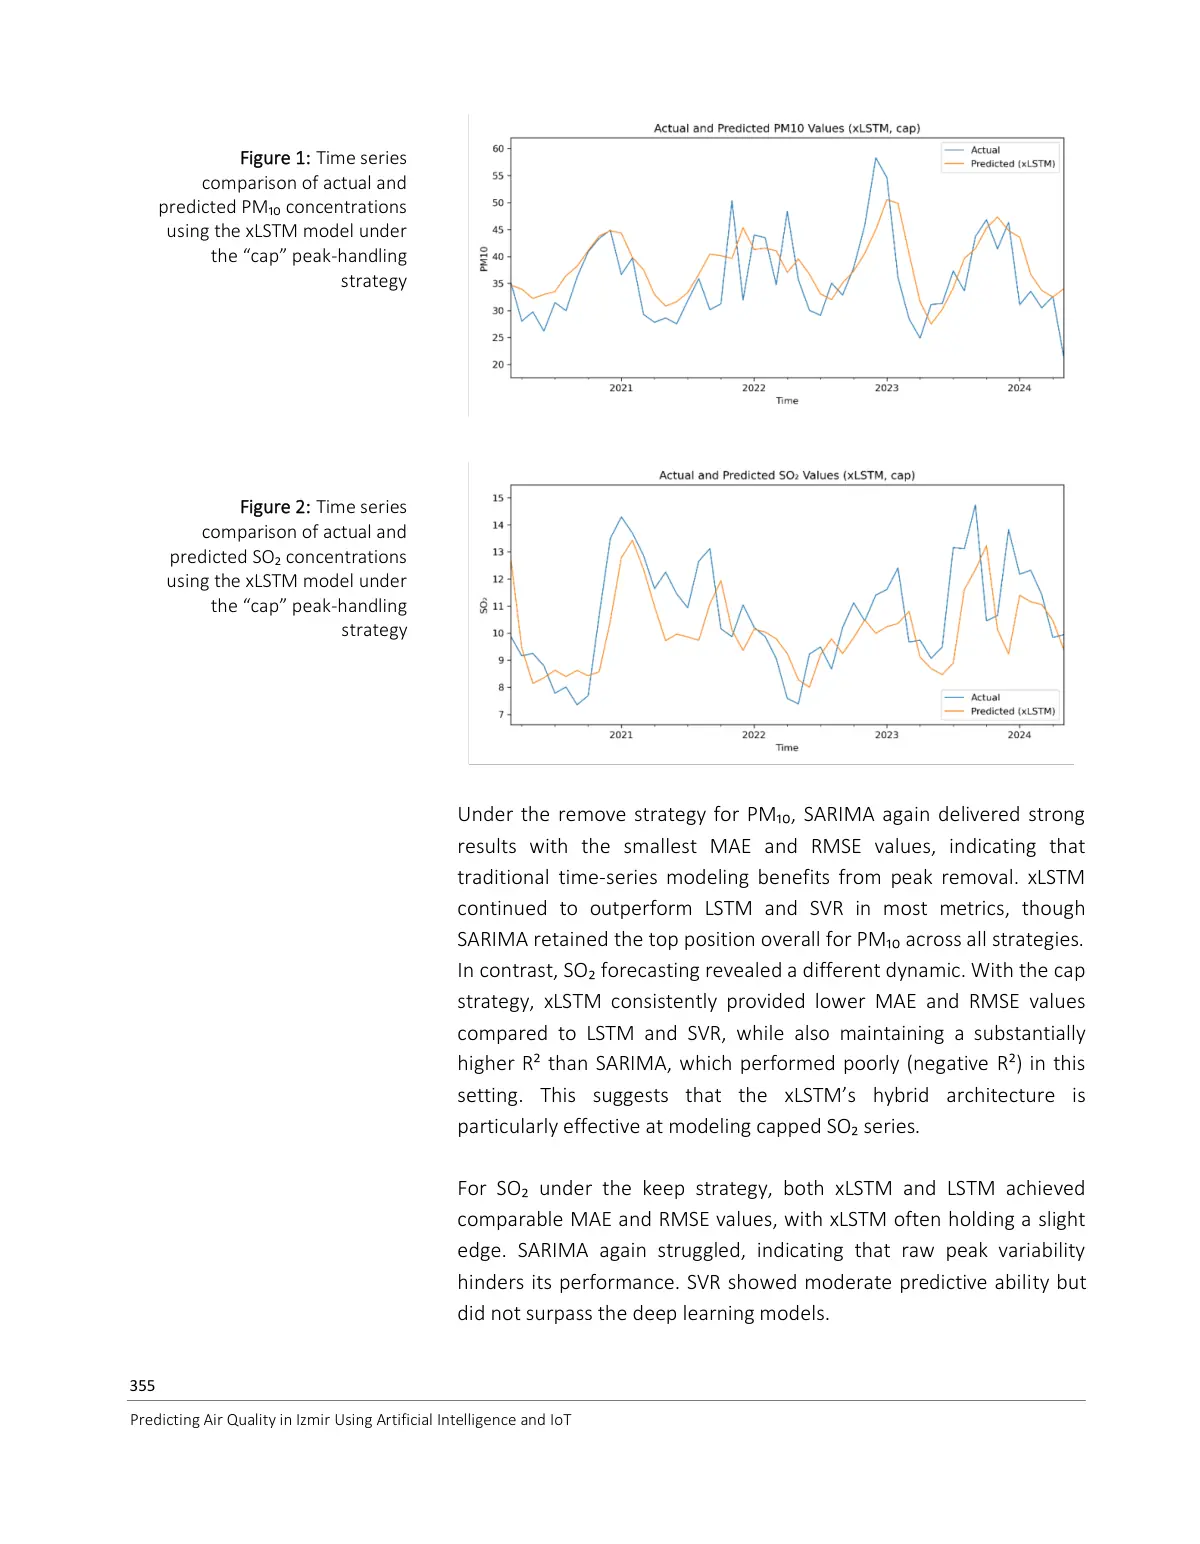 Figure 1: Time series
comparison of actual and
predicted PM₁₀ concentrations
using the xLSTM model under
the “cap” peak-handling
strategy
Actual and Predicted PM10 Values (xLSTM, cap)
Actual
Predicted (xLSTM)
60
55
50
45
40
35
30
25
20
PM10
2021
2022
2023
2024
Time
Figure 2: Time series
comparison of actual and
predicted SO₂ concentrations
using the xLSTM model under
the “cap” peak-handling
strategy
Actual and Predicted SO₂ Values (xLSTM, cap)
15
14
13
12
11
10
9
8
7
SO₂
Actual
Predicted (xLSTM)
2021
2022
2023
2024
Time
Under the remove strategy for PM₁₀, SARIMA again delivered strong
results with the smallest MAE and RMSE values, indicating that
traditional time-series modeling benefits from peak removal. xLSTM
continued to outperform LSTM and SVR in most metrics, though
SARIMA retained the top position overall for PM₁₀ across all strategies.
In contrast, SO₂ forecasting revealed a different dynamic. With the cap
strategy, xLSTM consistently provided lower MAE and RMSE values
compared to LSTM and SVR, while also maintaining a substantially
higher R² than SARIMA, which performed poorly (negative R²) in this
setting. This suggests that the xLSTM’s hybrid architecture is
particularly effective at modeling capped SO₂ series.
For SO₂ under the keep strategy, both xLSTM and LSTM achieved
comparable MAE and RMSE values, with xLSTM often holding a slight
edge. SARIMA again struggled, indicating that raw peak variability
hinders its performance. SVR showed moderate predictive ability but
did not surpass the deep learning models.
355
Predicting Air Quality in Izmir Using Artificial Intelligence and IoT